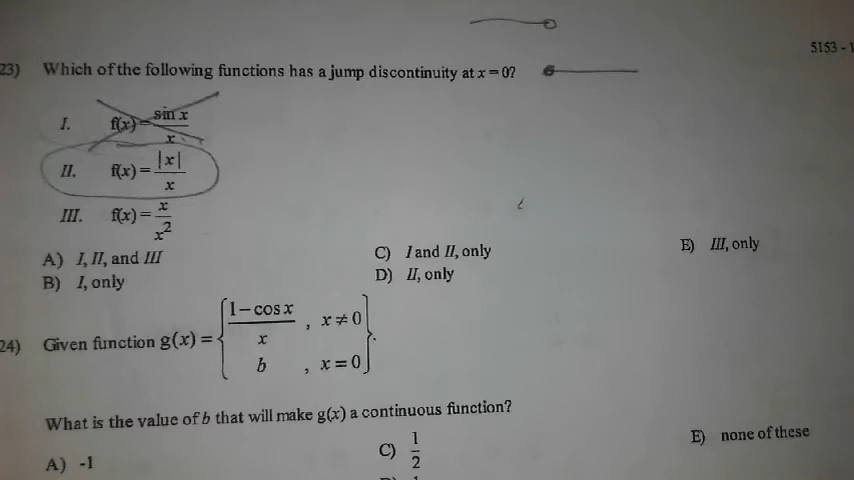 5153 - 1
23) Which of the following functions has a jump discontinuity at x = 0?
I. f(x) = sin x / x
II. f(x) = |x| / x
III. f(x) = x / x²
A) I, II, and III
B) I, only
C) I and II, only
D) II, only
E) III, only
24) Given function g(x) = { 1 − cos x / x , x ≠ 0
b , x = 0 }.
What is the value of b that will make g(x) a continuous function?
A) -1
C) 1/2
E) none of these